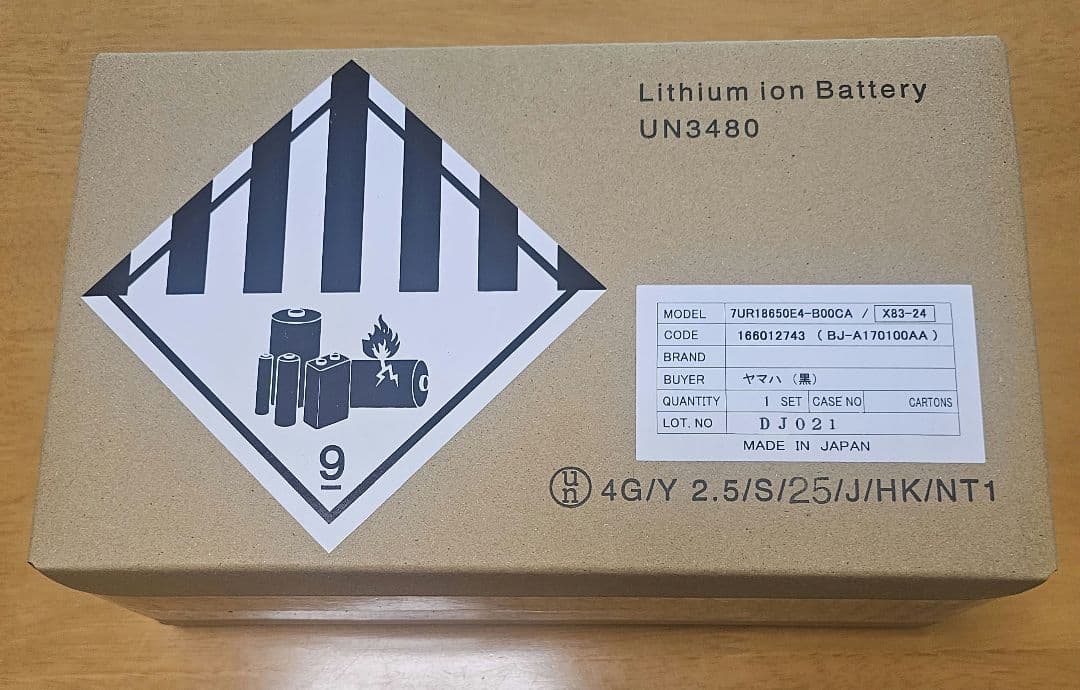 Lithium ion Battery
UN3480
MODEL 7UR18650E4-B00CA / X83-24
CODE 166012743 ( BJ-A170100AA )
BRAND
BUYER ヤマハ (黒)
QUANTITY 1 SET CASE NO CARTONS
LOT. NO DJ021
MADE IN JAPAN
un 4G/Y 2.5/S/25/J/HK/NT1
9